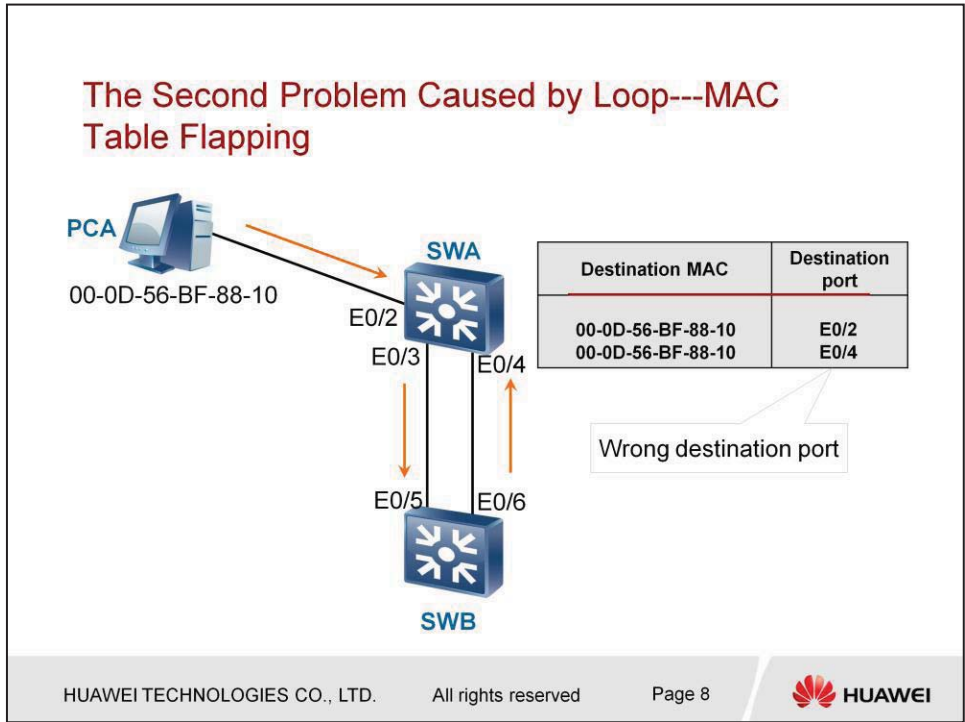 The Second Problem Caused by Loop---MAC
Table Flapping
PCA
00-0D-56-BF-88-10
SWA
E0/2
E0/3
E0/4
E0/5
E0/6
SWB
Destination MAC
Destination
port
00-0D-56-BF-88-10 E0/2
00-0D-56-BF-88-10 E0/4
Wrong destination port
HUAWEI TECHNOLOGIES CO., LTD. All rights reserved Page 8 HUAWEI